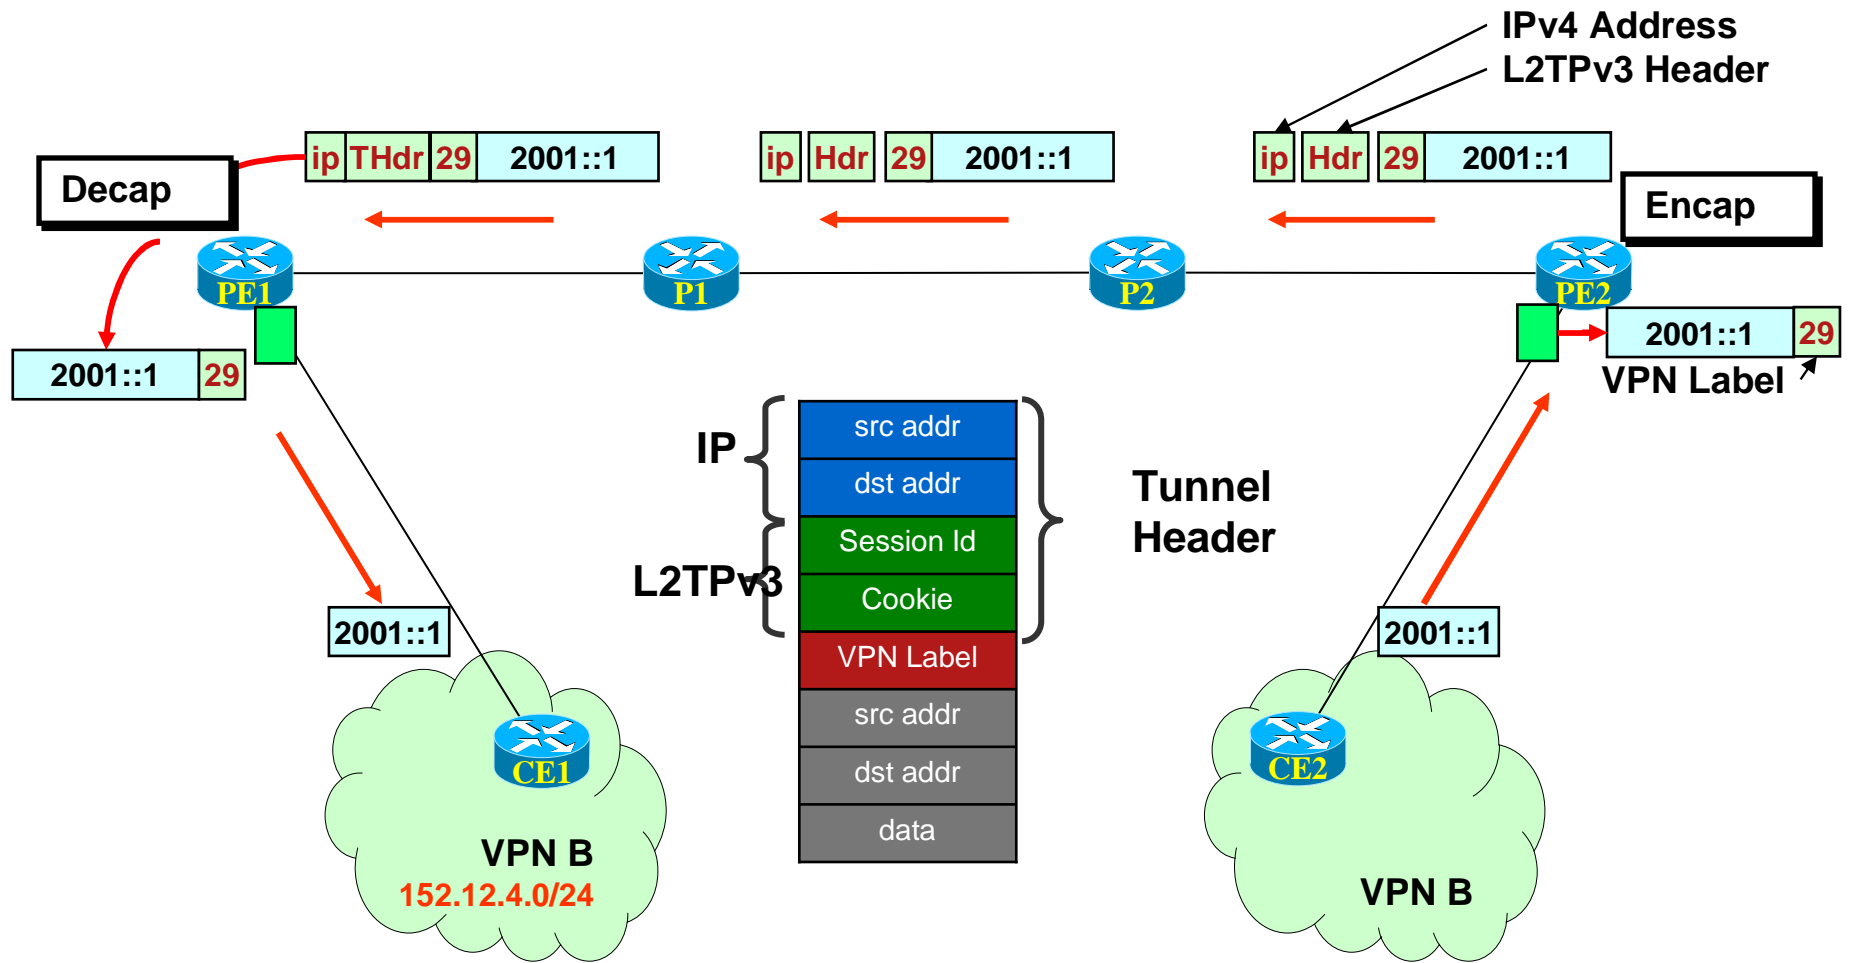 IPv4 Address
L2TPv3 Header
ip THdr 29 2001::1
ip Hdr 29 2001::1
ip Hdr 29 2001::1
Decap
Encap
PE1
P1
P2
PE2
2001::1 29
2001::1 29
VPN Label
IP
L2TPv3
src addr
dst addr
Session Id
Cookie
VPN Label
src addr
dst addr
data
Tunnel
Header
2001::1
2001::1
CE1
CE2
VPN B
152.12.4.0/24
VPN B